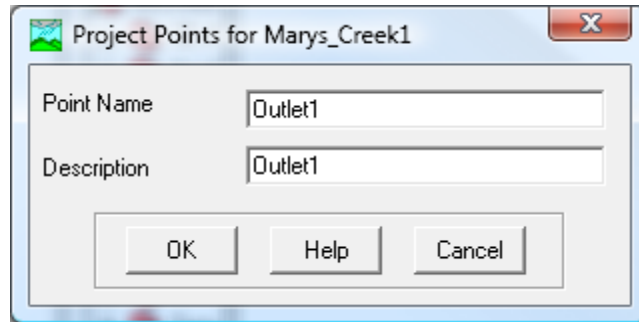 Project Points for Marys_Creek1
Point Name Outlet1
Description Outlet1
OK Help Cancel